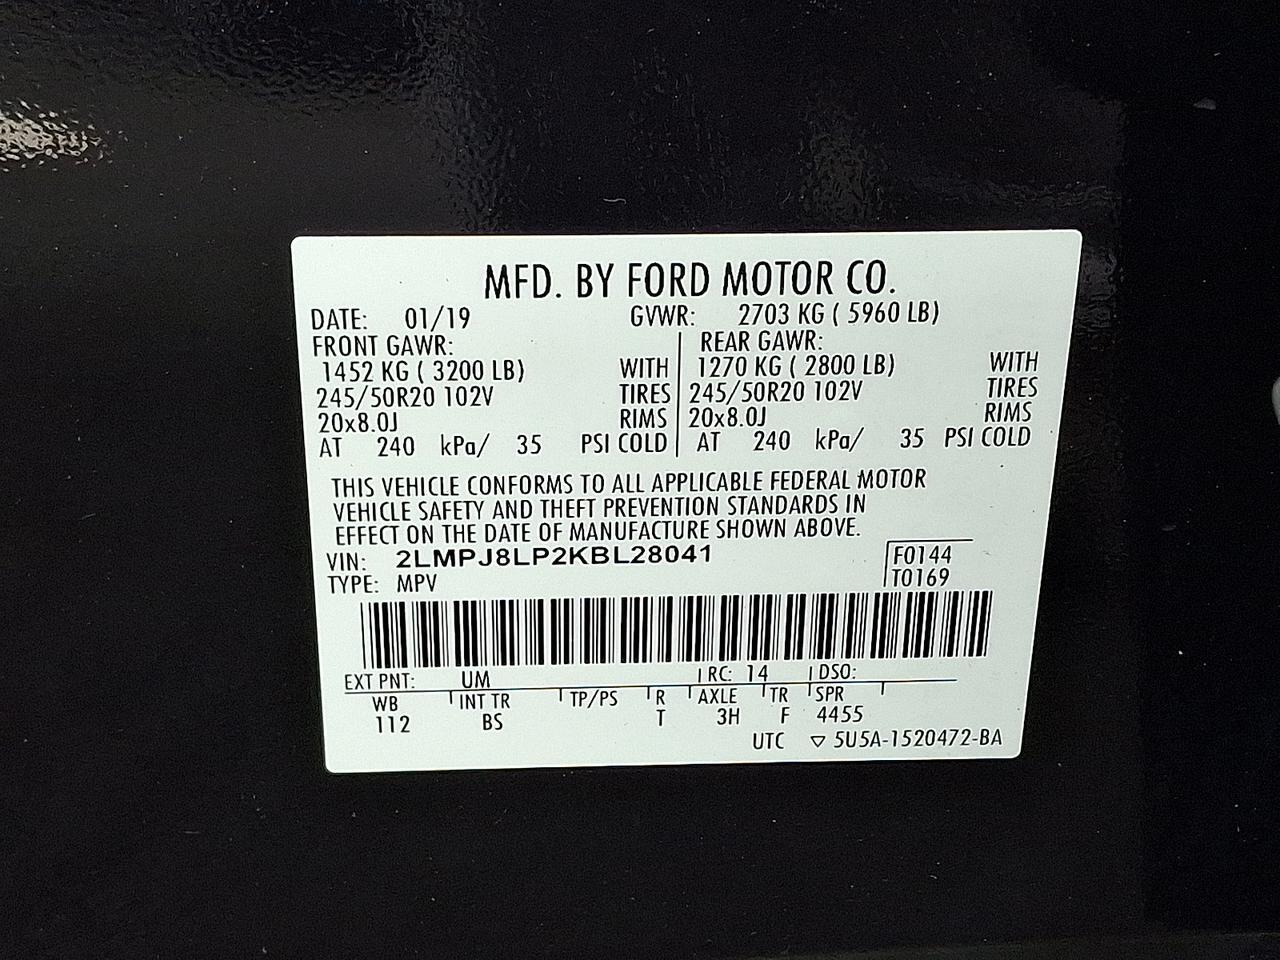 MFD. BY FORD MOTOR CO.
DATE: 01/19 GVWR: 2703 KG ( 5960 LB)
FRONT GAWR: REAR GAWR:
1452 KG ( 3200 LB) WITH 1270 KG ( 2800 LB) WITH
245/50R20 102V TIRES 245/50R20 102V TIRES
20x8.0J RIMS 20x8.0J RIMS
AT 240 kPa/ 35 PSI COLD AT 240 kPa/ 35 PSI COLD
THIS VEHICLE CONFORMS TO ALL APPLICABLE FEDERAL MOTOR
VEHICLE SAFETY AND THEFT PREVENTION STANDARDS IN
EFFECT ON THE DATE OF MANUFACTURE SHOWN ABOVE.
VIN: 2LMPJ8LP2KBL28041 F0144
TYPE: MPV T0169
EXT PNT: UM RC: 14 DSO:
WB INT TR TP/PS R AXLE TR SPR
112 BS T 3H F 4455
UTC ▽ 5U5A-1520472-BA